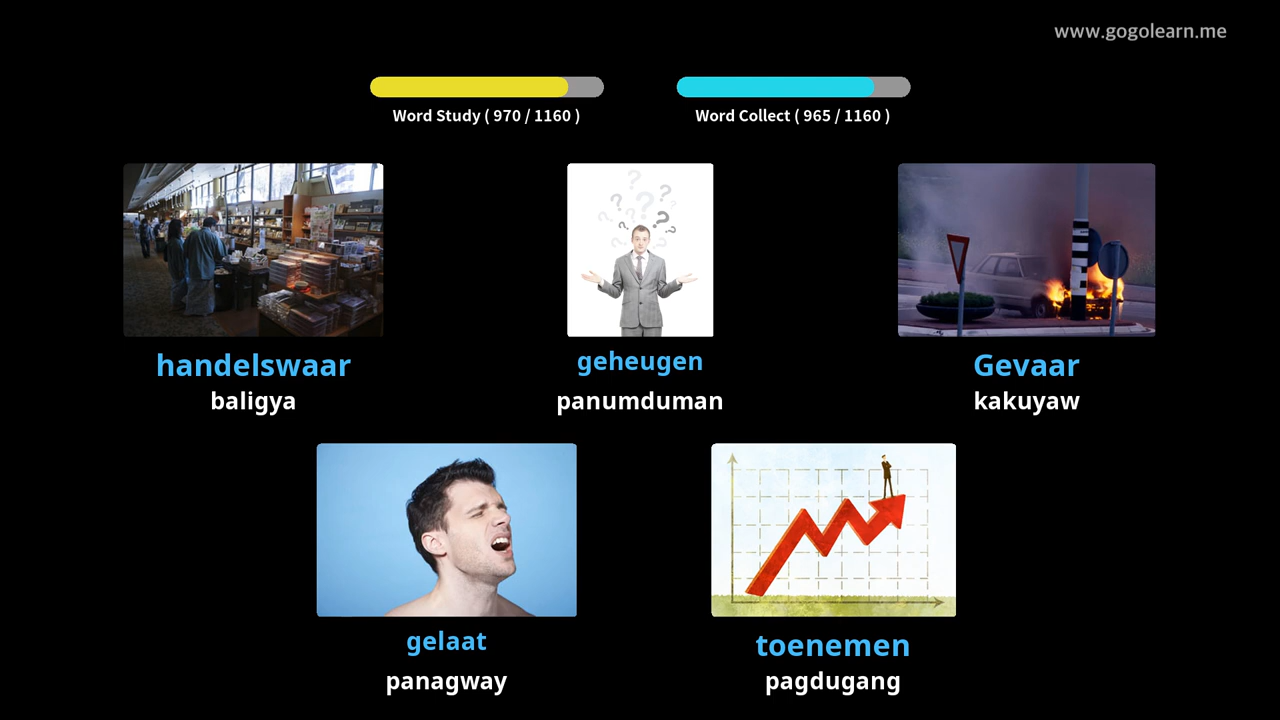 www.gogolearn.me
Word Study ( 970 / 1160 )
Word Collect ( 965 / 1160 )
handelswaar
baligya
geheugen
panumduman
Gevaar
kakuyaw
gelaat
panagway
toenemen
pagdugang